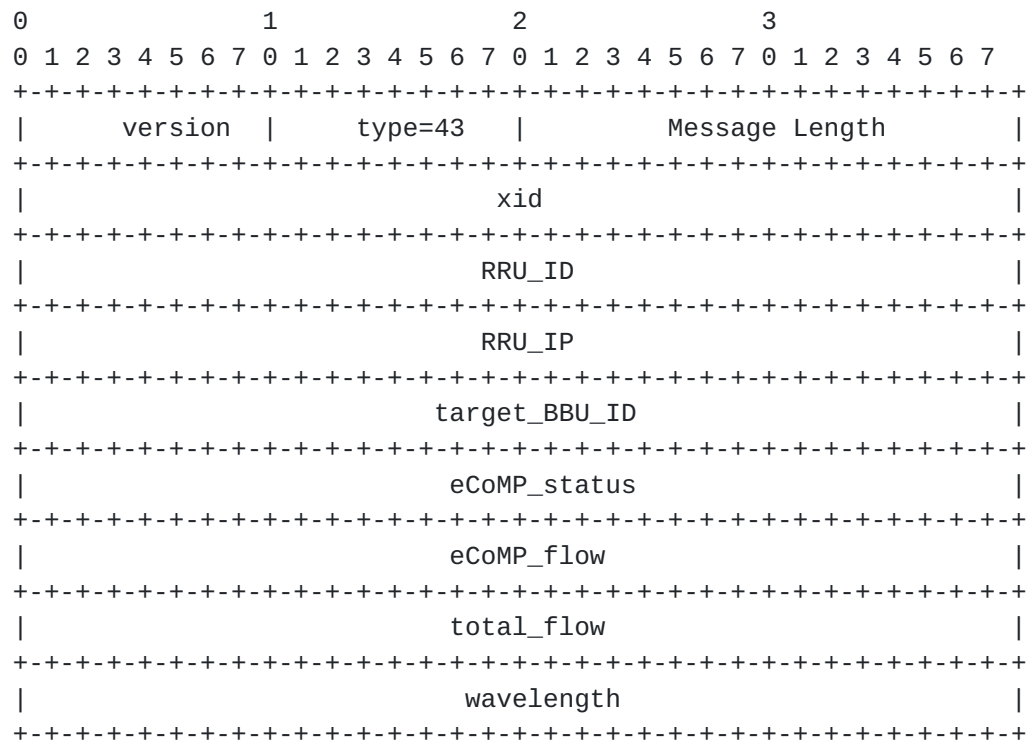 0               1               2               3
0 1 2 3 4 5 6 7 0 1 2 3 4 5 6 7 0 1 2 3 4 5 6 7 0 1 2 3 4 5 6 7
+-+-+-+-+-+-+-+-+-+-+-+-+-+-+-+-+-+-+-+-+-+-+-+-+-+-+-+-+-+-+-+-+
|      version  |     type=43   |         Message Length        |
+-+-+-+-+-+-+-+-+-+-+-+-+-+-+-+-+-+-+-+-+-+-+-+-+-+-+-+-+-+-+-+-+
|                              xid                              |
+-+-+-+-+-+-+-+-+-+-+-+-+-+-+-+-+-+-+-+-+-+-+-+-+-+-+-+-+-+-+-+-+
|                             RRU_ID                            |
+-+-+-+-+-+-+-+-+-+-+-+-+-+-+-+-+-+-+-+-+-+-+-+-+-+-+-+-+-+-+-+-+
|                             RRU_IP                            |
+-+-+-+-+-+-+-+-+-+-+-+-+-+-+-+-+-+-+-+-+-+-+-+-+-+-+-+-+-+-+-+-+
|                          target_BBU_ID                        |
+-+-+-+-+-+-+-+-+-+-+-+-+-+-+-+-+-+-+-+-+-+-+-+-+-+-+-+-+-+-+-+-+
|                           eCoMP_status                        |
+-+-+-+-+-+-+-+-+-+-+-+-+-+-+-+-+-+-+-+-+-+-+-+-+-+-+-+-+-+-+-+-+
|                           eCoMP_flow                          |
+-+-+-+-+-+-+-+-+-+-+-+-+-+-+-+-+-+-+-+-+-+-+-+-+-+-+-+-+-+-+-+-+
|                           total_flow                          |
+-+-+-+-+-+-+-+-+-+-+-+-+-+-+-+-+-+-+-+-+-+-+-+-+-+-+-+-+-+-+-+-+
|                            wavelength                         |
+-+-+-+-+-+-+-+-+-+-+-+-+-+-+-+-+-+-+-+-+-+-+-+-+-+-+-+-+-+-+-+-+